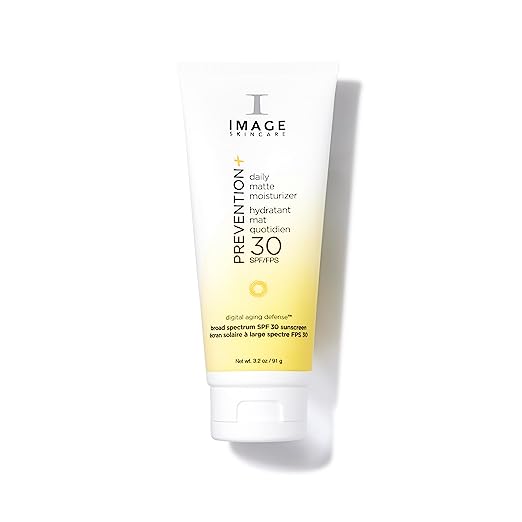 I
IMAGE
SKINCARE
PREVENTION+
daily
matte
moisturizer
hydratant
mat
quotidien
30
SPF/FPS
digital aging defense™
broad spectrum SPF 30 sunscreen
écran solaire à large spectre FPS 30
Net wt. 3.2 oz / 91 g